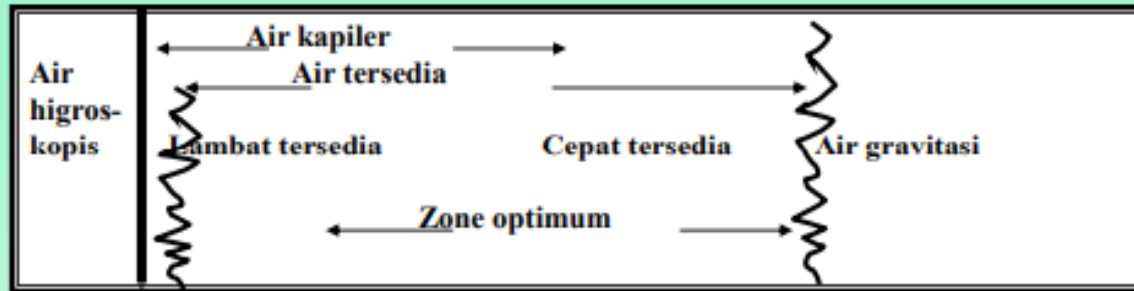 Air kapiler
Air tersedia
Air
higros-
kopis
Lambat tersedia
Cepat tersedia
Air gravitasi
Zone optimum